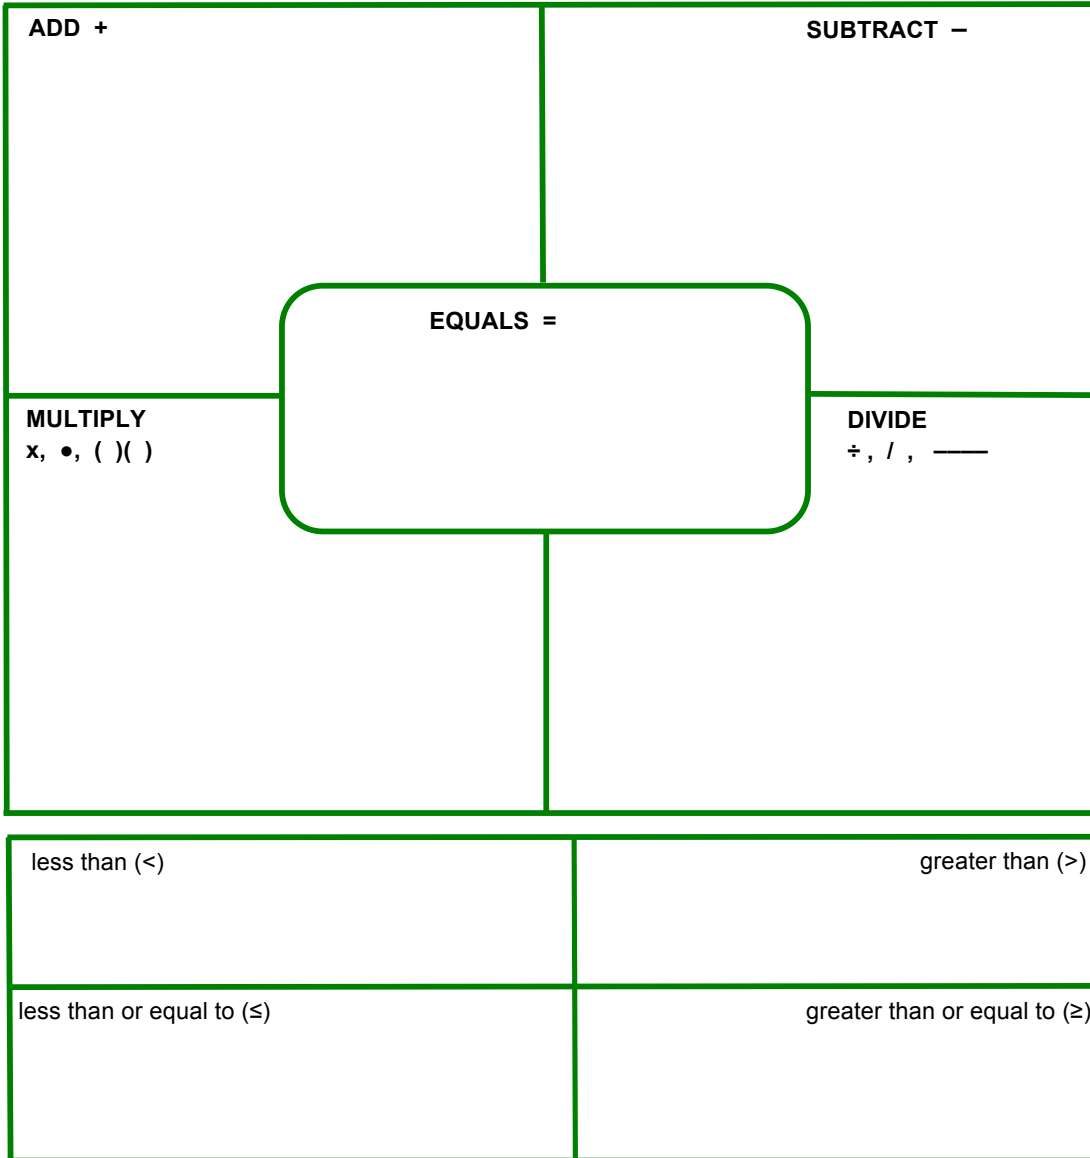 ADD +
SUBTRACT –
EQUALS =
MULTIPLY
x, ●, ( )( )
DIVIDE
÷ , / , ––––
less than (<)
greater than (>)
less than or equal to (≤)
greater than or equal to (≥)